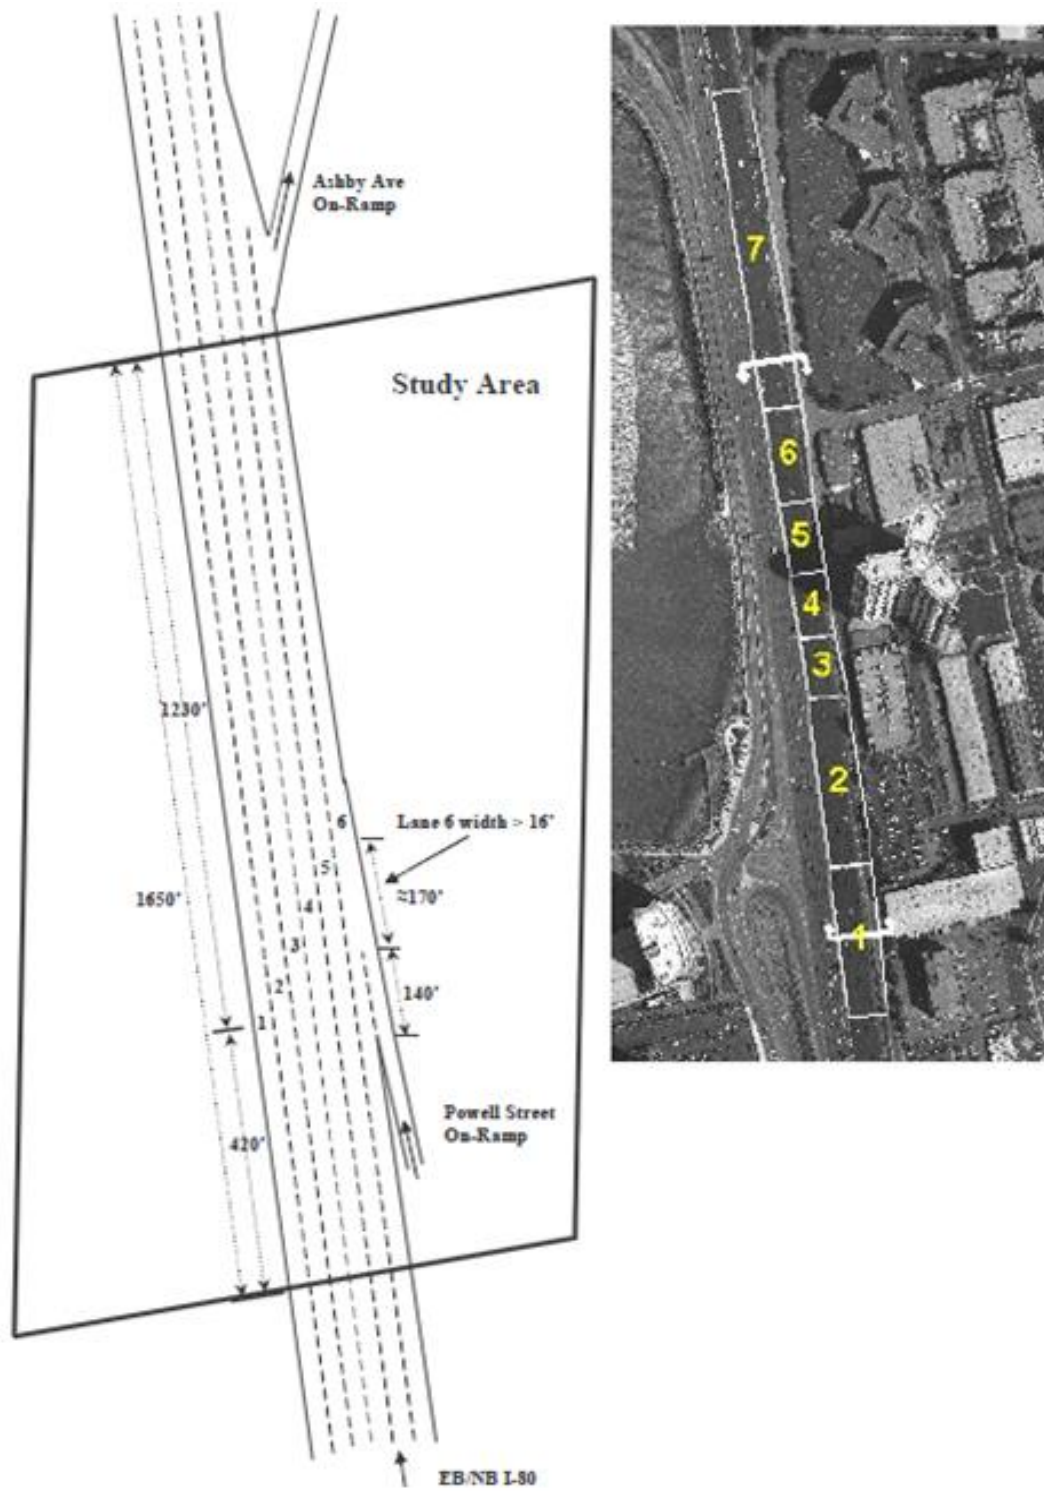 Ashby Ave
On-Ramp
Study Area
1230'
6
Lane 6 width > 16'
5
≈170'
1650'
4
3
140'
2
1
Powell Street
On-Ramp
420'
EB/NB I-80
7
6
5
4
3
2
1